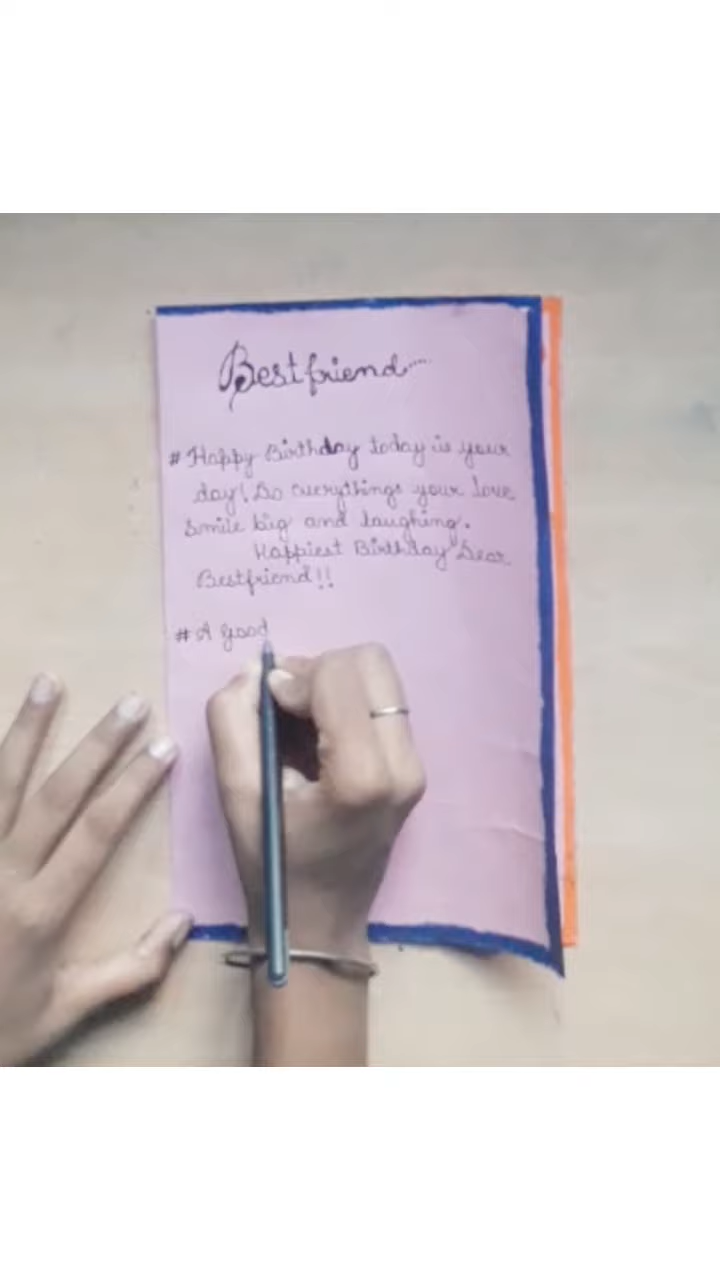 Bestfriend....
# Happy Birthday today is your
day! Do everythings your love
Smile big and laughing.
Happiest Birthday Dear
Bestfriend!!
# A Good